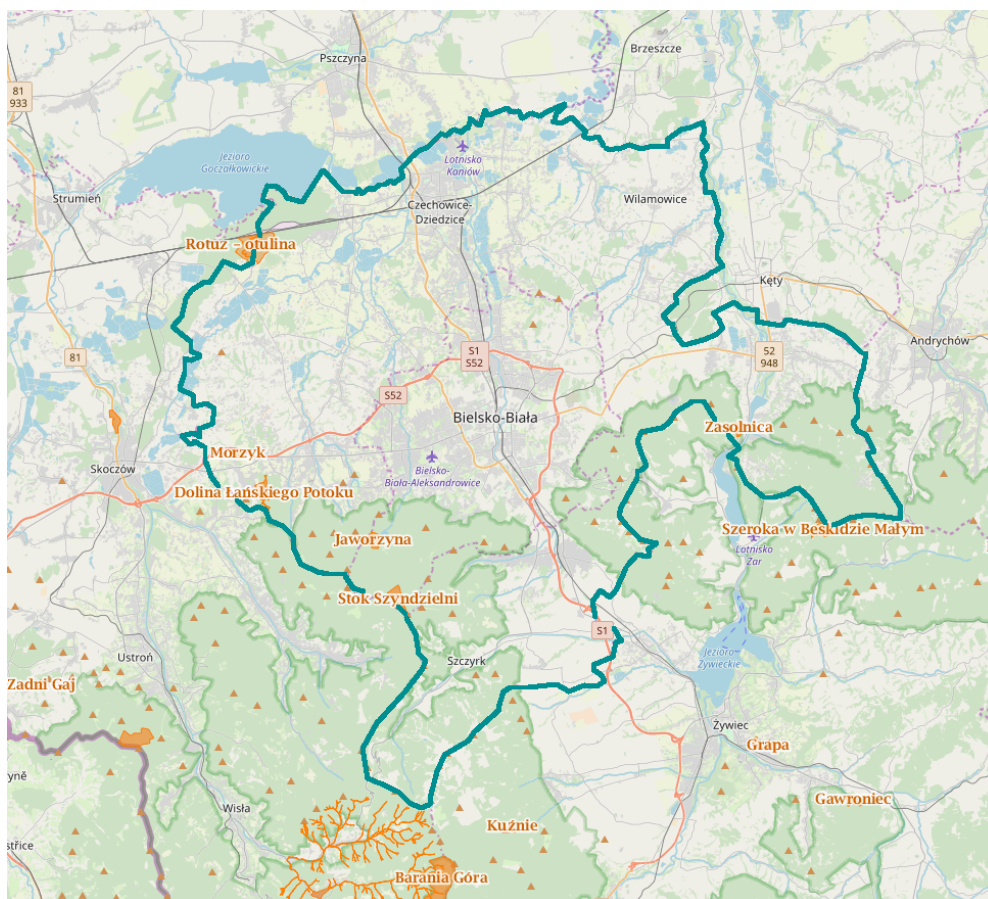 Pszczyna
Brzeszcze
81
933
Jezioro
Goczałkowickie
Lotnisko
Kaniów
Strumień
Czechowice-
Dziedzice
Wilamowice
Rotuz – otulina
Kęty
81
S1
S52
52
948
Andrychów
S52
Bielsko-Biała
Zasolnica
Morzyk
Skoczów
Bielsko-
Biała-Aleksandrowice
Dolina Łańskiego Potoku
Szeroka w Beskidzie Małym
Jaworzyna
Lotnisko
Żar
Stok Szyndzielni
S1
Ustroń
Szczyrk
Jezioro
Żywieckie
Zadni Gaj
Żywiec
Grapa
yně
Gawroniec
Wisła
Kuźnie
střice
Barania Góra